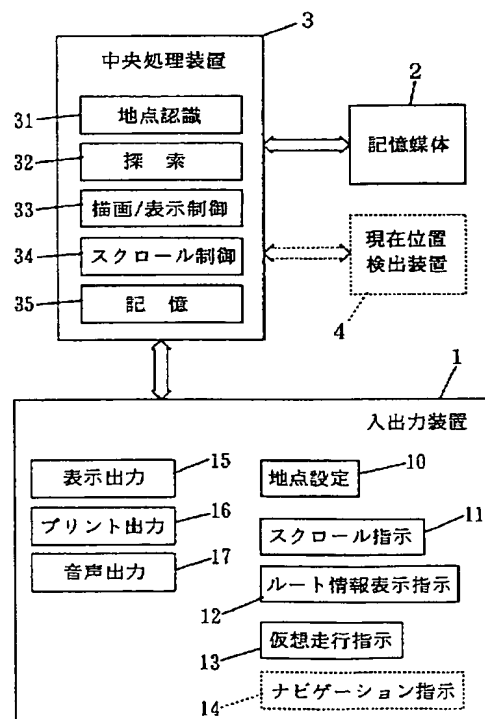 3
中央処理装置
31 地点認識
32 探 索
33 描画/表示制御
34 スクロール制御
35 記 憶
2
記憶媒体
現在位置
検出装置
4
1
入出力装置
表示出力 15
プリント出力 16
音声出力 17
地点設定 10
スクロール指示 11
ルート情報表示指示
12
仮想走行指示
13
ナビゲーション指示
14